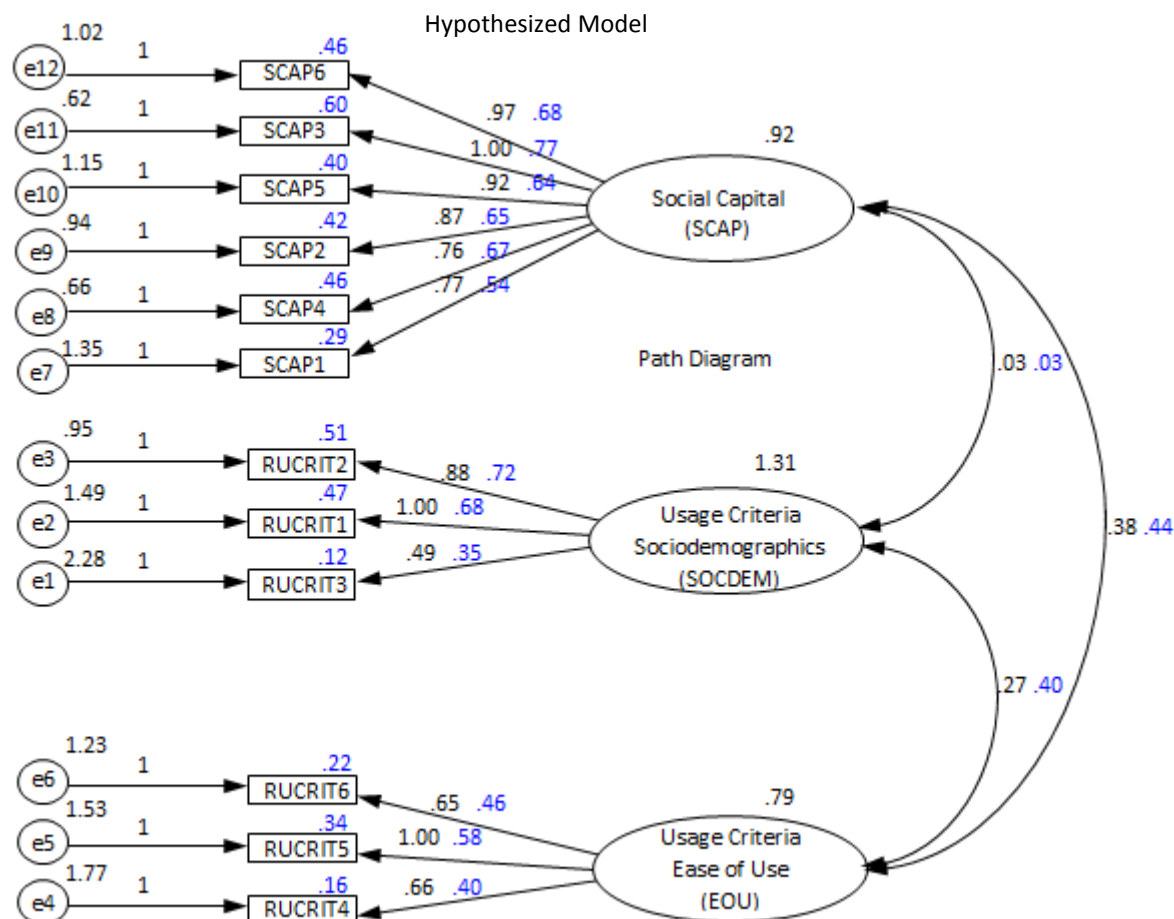 Hypothesized Model
1.02
e12
1
.46
SCAP6
.62
e11
1
.60
SCAP3
1.15
e10
1
.40
SCAP5
.94
e9
1
.42
SCAP2
.66
e8
1
.46
SCAP4
1.35
e7
1
.29
SCAP1
.97 .68
1.00 .77
.92 .64
.87 .65
.76 .67
.77 .54
.92
Social Capital
(SCAP)
Path Diagram
.03 .03
.95
e3
1
.51
RUCRIT2
1.49
e2
1
.47
RUCRIT1
2.28
e1
1
.12
RUCRIT3
.88 .72
1.00 .68
.49 .35
1.31
Usage Criteria
Sociodemographics
(SOCDEM)
.38 .44
.27 .40
1.23
e6
1
.22
RUCRIT6
1.53
e5
1
.34
RUCRIT5
1.77
e4
1
.16
RUCRIT4
.65 .46
1.00 .58
.66 .40
.79
Usage Criteria
Ease of Use
(EOU)